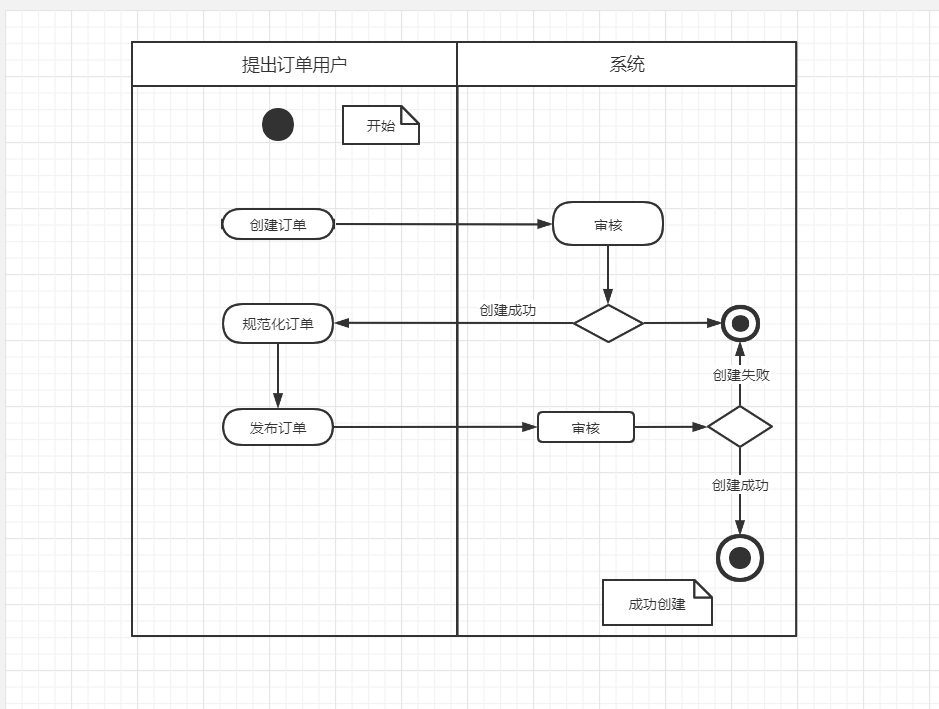 提出订单用户
系统
开始
创建订单
审核
创建成功
规范化订单
创建失败
发布订单
审核
创建成功
成功创建